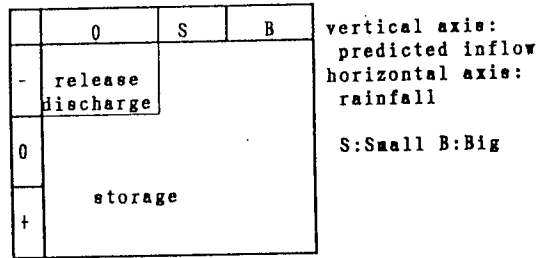 0 S B
vertical axis:
predicted inflow
horizontal axis:
rainfall
S:Small B:Big
- release
discharge
0
storage
+